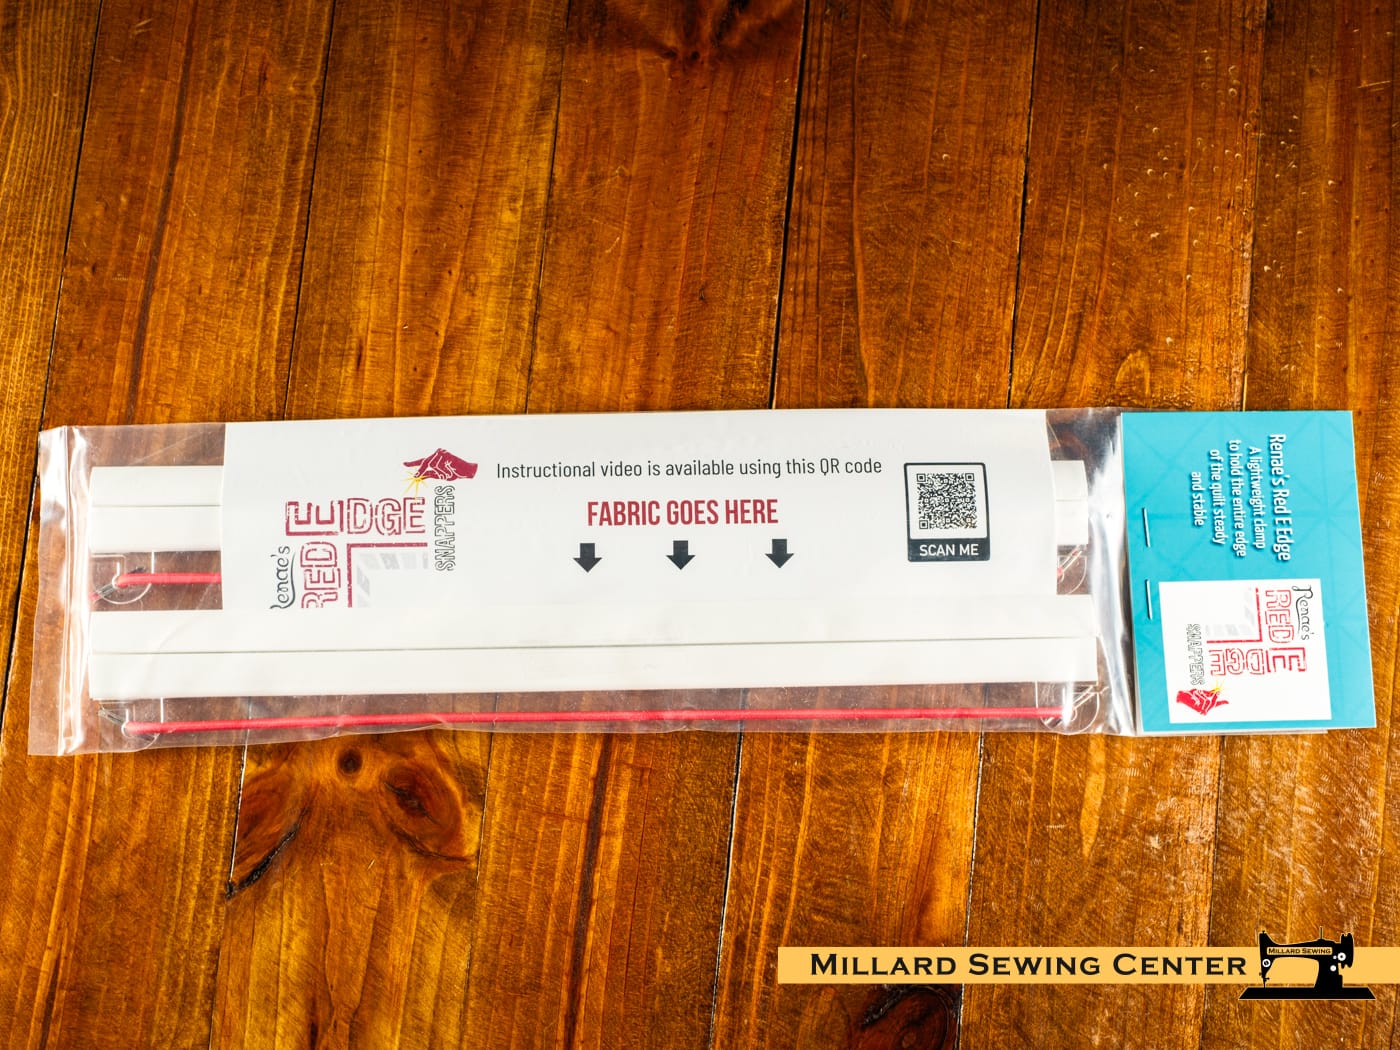 Instructional video is available using this QR code
FABRIC GOES HERE
SCAN ME
Renae's
RED EDGE
SNAPPERS
Renae's Red E Edge
A lightweight clamp
to hold the entire edge
of the quilt steady
and stable
Renae's
RED EDGE
SNAPPERS
MILLARD SEWING CENTER
MILLARD SEWING